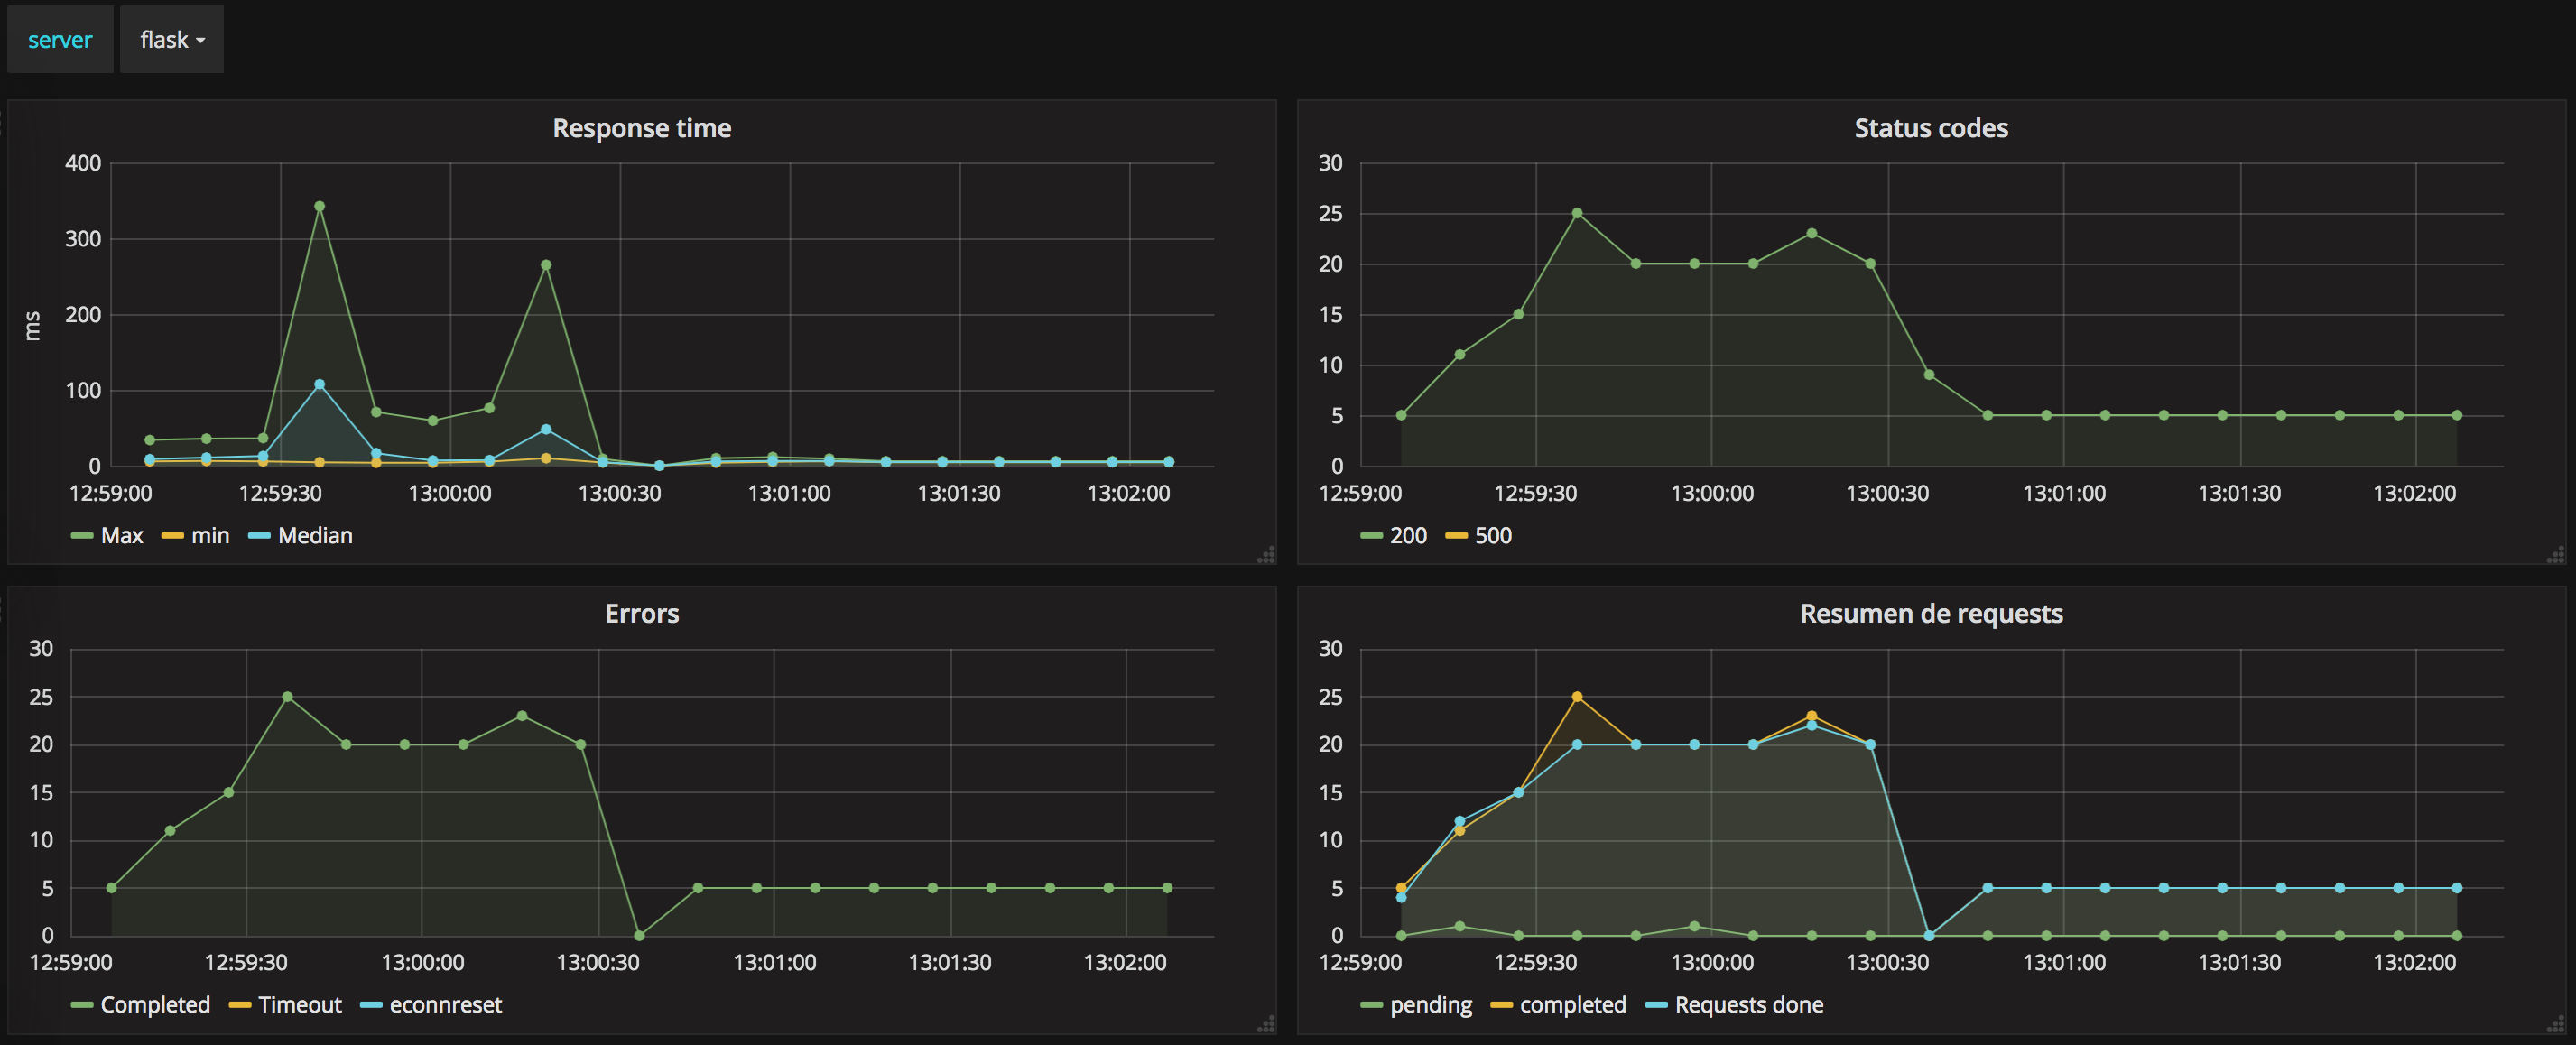 server flask
Response time
400
300
200
100
0
ms
12:59:00 12:59:30 13:00:00 13:00:30 13:01:00 13:01:30 13:02:00
Max min Median
Status codes
30
25
20
15
10
5
0
12:59:00 12:59:30 13:00:00 13:00:30 13:01:00 13:01:30 13:02:00
200 500
Errors
30
25
20
15
10
5
0
12:59:00 12:59:30 13:00:00 13:00:30 13:01:00 13:01:30 13:02:00
Completed Timeout econnreset
Resumen de requests
30
25
20
15
10
5
0
12:59:00 12:59:30 13:00:00 13:00:30 13:01:00 13:01:30 13:02:00
pending completed Requests done